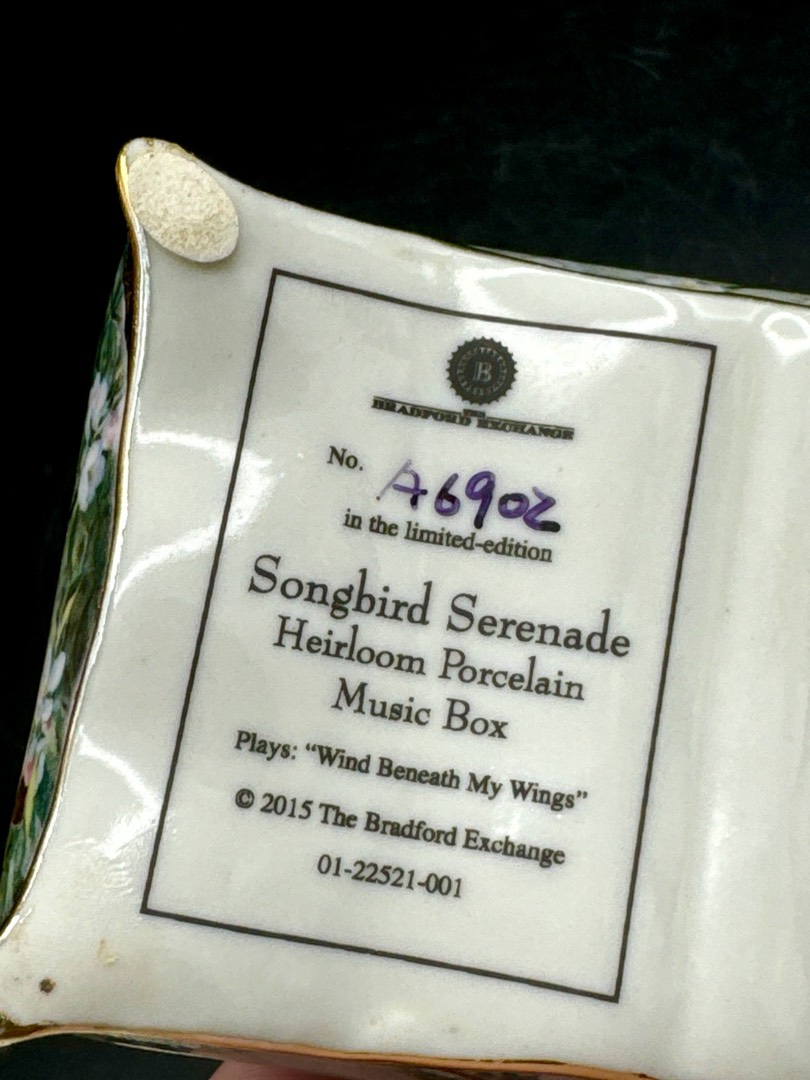 B
THE
BRADFORD EXCHANGE
No. A6902
in the limited-edition
Songbird Serenade
Heirloom Porcelain
Music Box
Plays: “Wind Beneath My Wings”
© 2015 The Bradford Exchange
01-22521-001